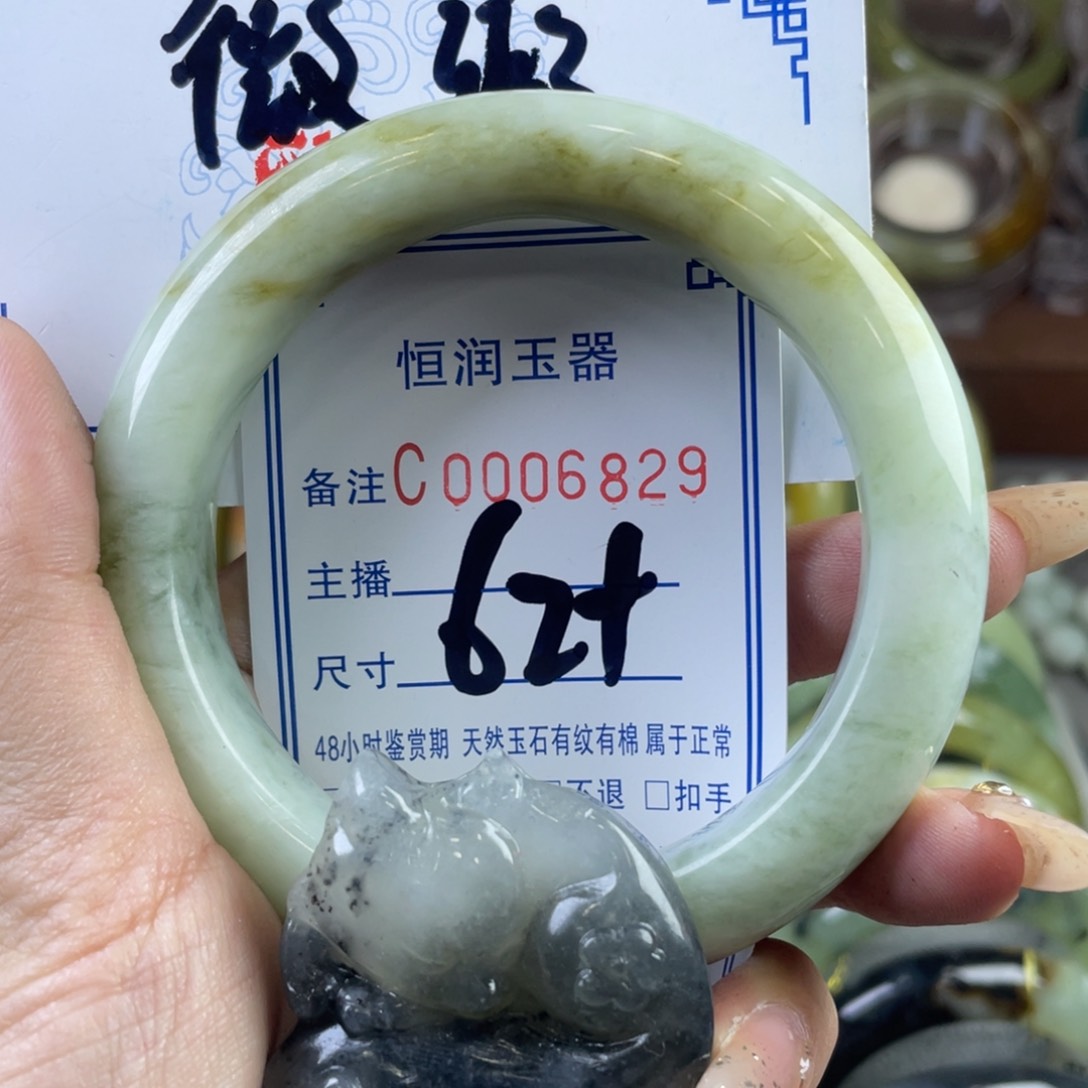 恒润玉器
备注C0006829
主播
尺寸 62+
48小时鉴赏期 天然玉石有纹有棉 属于正常
不退 □扣手